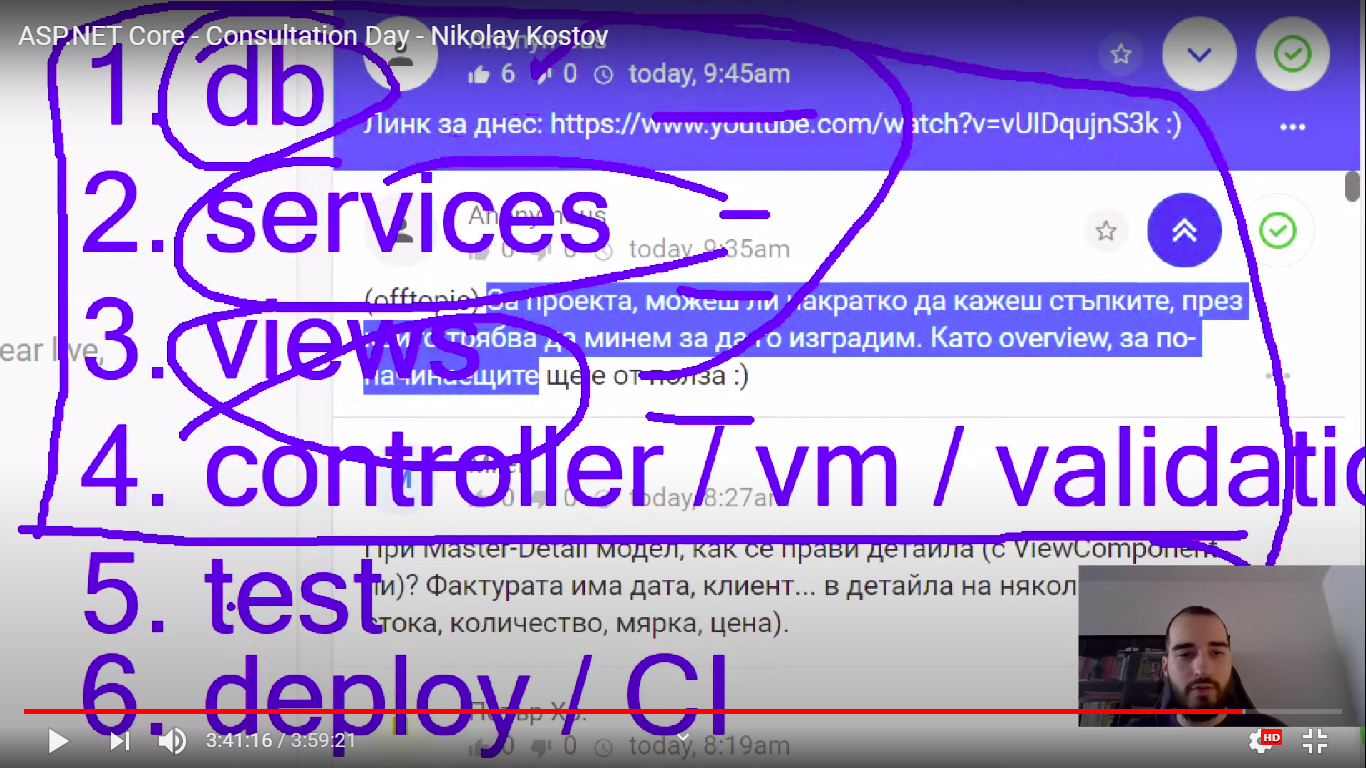 ASP.NET Core - Consultation Day - Nikolay Kostov
1. db
Anonymous
6 0 today, 9:45am
Линк за днес: https://www.youtube.com/watch?v=vUlDqujnS3k :)
2. services
Anonymous
0 0 today, 9:35am
(offtopic) За проекта, можеш ли накратко да кажеш стъпките, през
които трябва да минем за да го изградим. Като overview, за по-
начинаещите ще е от полза :)
ear live,
3. views
4. controller / vm / validatio
0 0 today, 8:27am
При Master-Detail модел, как се прави детайла (с ViewComponent
ли)? Фактурата има дата, клиент... в детайла на някол
стока, количество, мярка, цена).
5. test
6. deploy / CI
0 0 today, 8:19am
3:41:16 / 3:59:21
HD